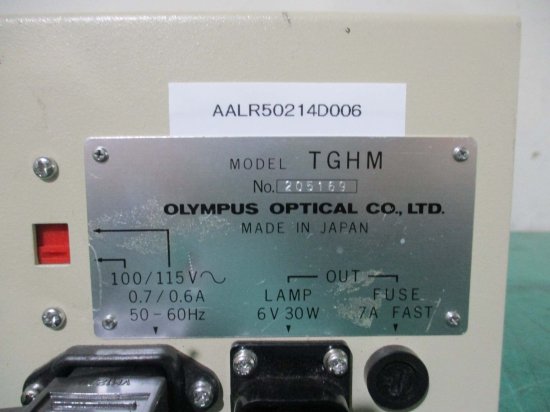 AALR50214D006
MODEL TGHM
No. 205169
OLYMPUS OPTICAL CO., LTD.
MADE IN JAPAN
100/115V～
0.7/0.6A
50-60Hz
OUT
LAMP
6V 30W
FUSE
7A FAST